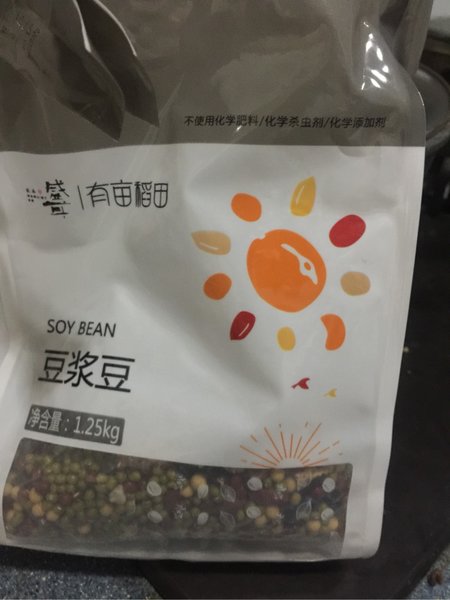 不使用化学肥料/化学杀虫剂/化学添加剂
有亩稻田
SOY BEAN
豆浆豆
净含量：1.25kg